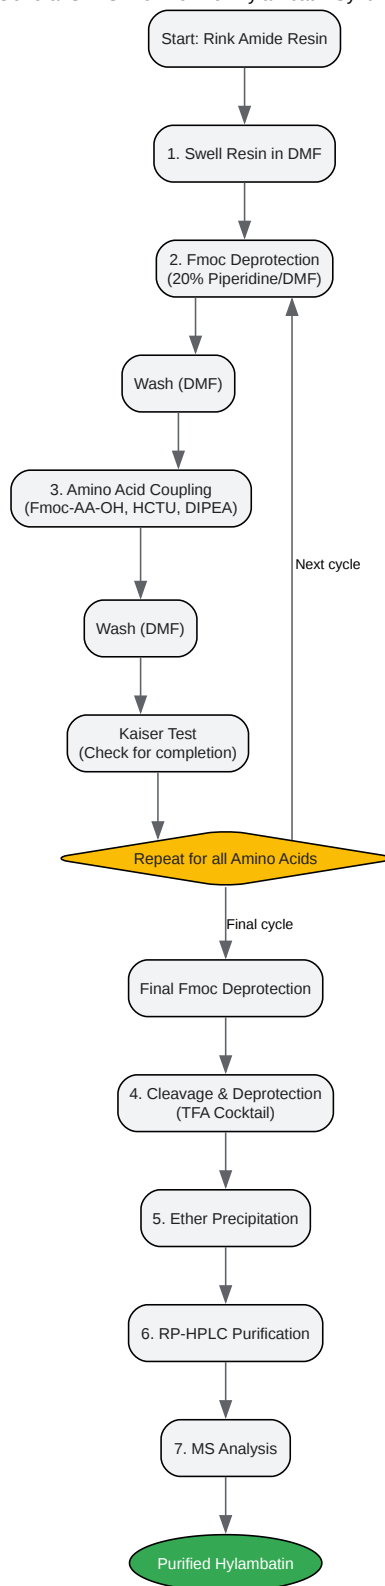 Start: Rink Amide Resin
1. Swell Resin in DMF
2. Fmoc Deprotection
(20% Piperidine/DMF)
Wash (DMF)
3. Amino Acid Coupling
(Fmoc-AA-OH, HCTU, DIPEA)
Next cycle
Wash (DMF)
Kaiser Test
(Check for completion)
Repeat for all Amino Acids
Final cycle
Final Fmoc Deprotection
4. Cleavage & Deprotection
(TFA Cocktail)
5. Ether Precipitation
6. RP-HPLC Purification
7. MS Analysis
Purified Hylambatin